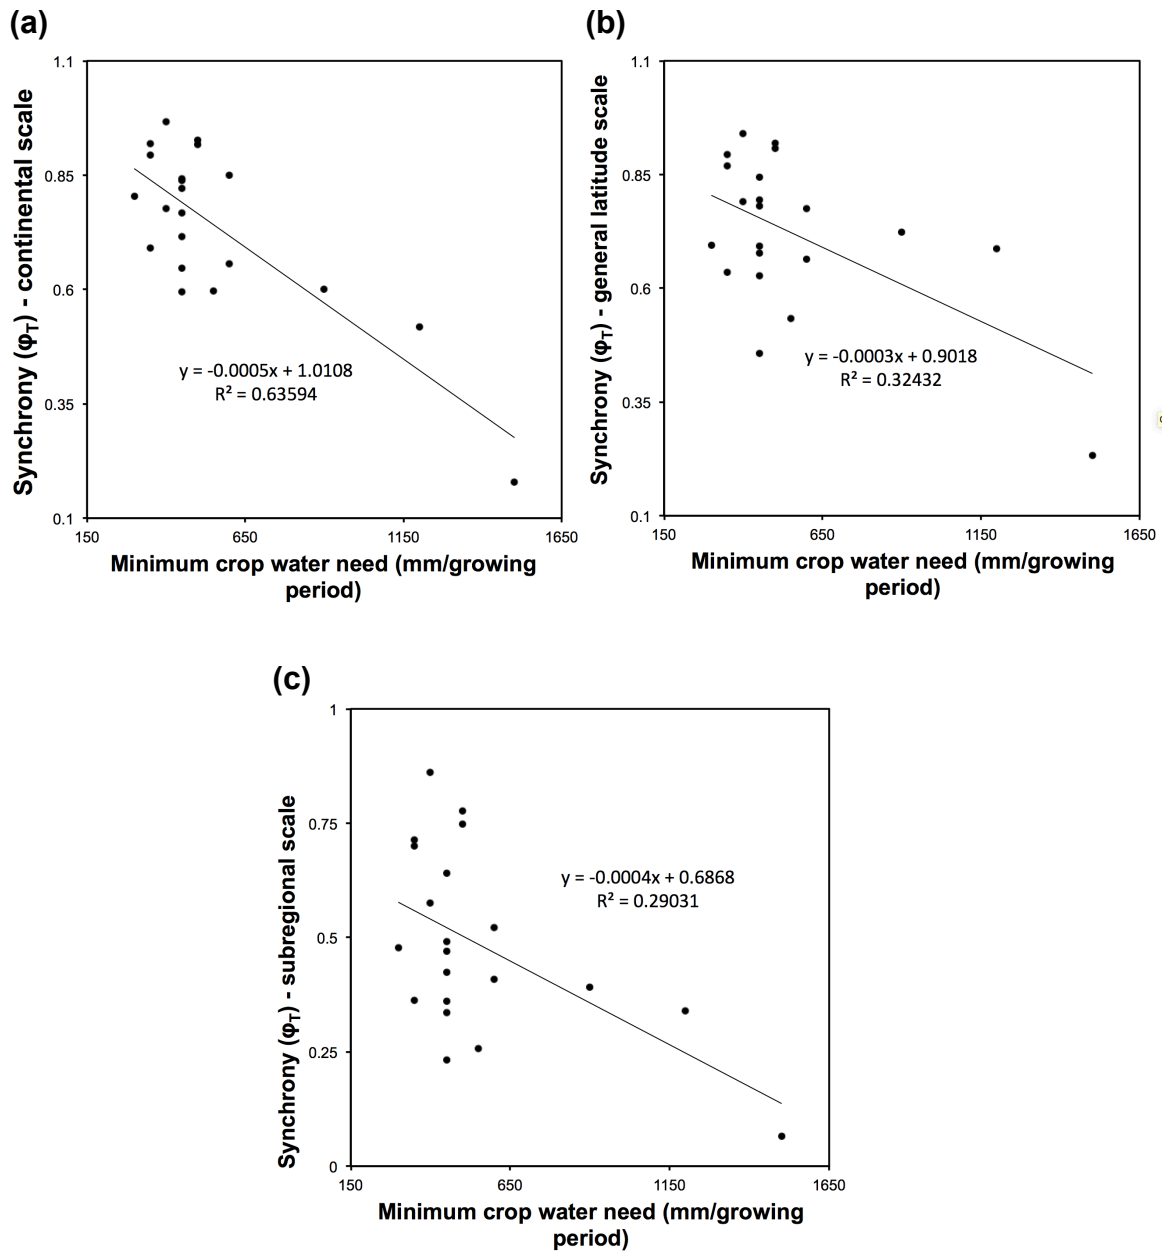 (a)
1.1
0.85
0.6
0.35
0.1
150
650
1150
1650
Synchrony (φT) - continental scale
y = -0.0005x + 1.0108
R² = 0.63594
Minimum crop water need (mm/growing
period)
(b)
1.1
0.85
0.6
0.35
0.1
150
650
1150
1650
Synchrony (φT) - general latitude scale
y = -0.0003x + 0.9018
R² = 0.32432
Minimum crop water need (mm/growing
period)
(c)
1
0.75
0.5
0.25
0
150
650
1150
1650
Synchrony (φT) - subregional scale
y = -0.0004x + 0.6868
R² = 0.29031
Minimum crop water need (mm/growing
period)